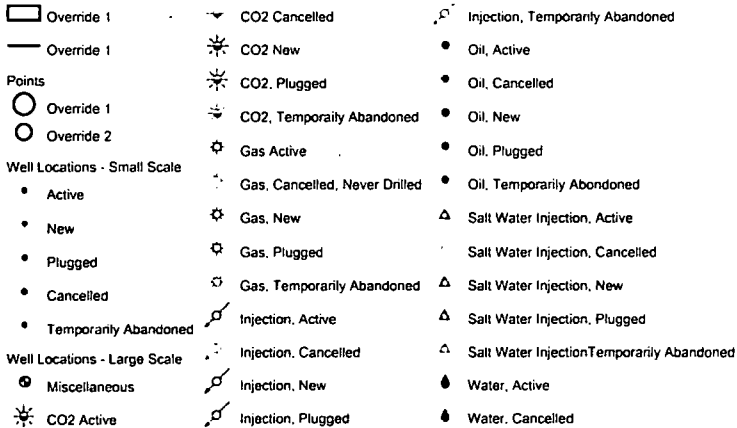 Override 1
Override 1
Points
Override 1
Override 2
Well Locations - Small Scale
Active
New
Plugged
Cancelled
Temporarily Abandoned
Well Locations - Large Scale
Miscellaneous
CO2 Active
CO2 Cancelled
CO2 New
CO2, Plugged
CO2, Temporaily Abandoned
Gas Active
Gas, Cancelled, Never Drilled
Gas, New
Gas, Plugged
Gas, Temporarily Abandoned
Injection, Active
Injection, Cancelled
Injection, New
Injection, Plugged
Injection, Temporarily Abandoned
Oil, Active
Oil, Cancelled
Oil, New
Oil, Plugged
Oil, Temporarily Abondoned
Salt Water Injection, Active
Salt Water Injection, Cancelled
Salt Water Injection, New
Salt Water Injection, Plugged
Salt Water InjectionTemporarily Abandoned
Water, Active
Water, Cancelled